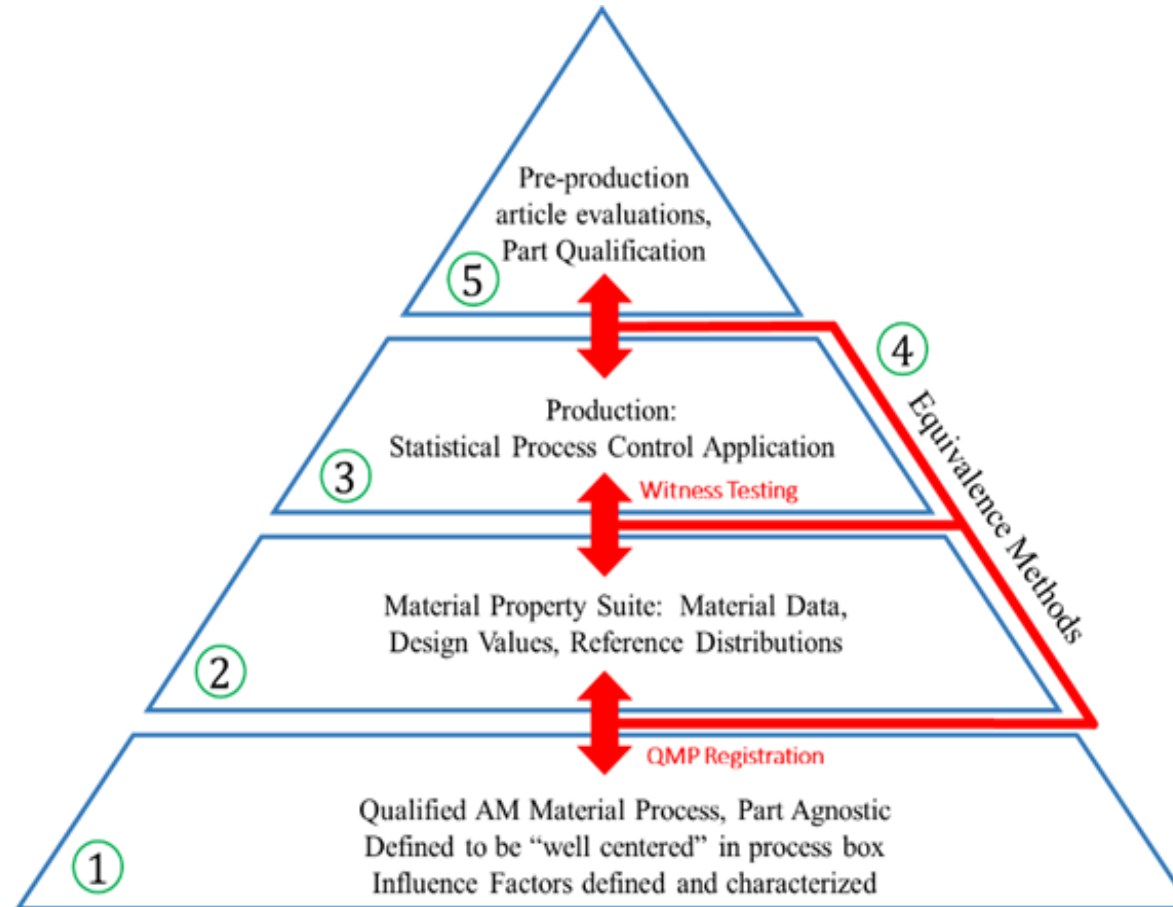 Pre-production
article evaluations,
Part Qualification
5
4
Equivalence Methods
Production:
Statistical Process Control Application
3
Witness Testing
Material Property Suite: Material Data,
Design Values, Reference Distributions
2
QMP Registration
Qualified AM Material Process, Part Agnostic
Defined to be “well centered” in process box
Influence Factors defined and characterized
1